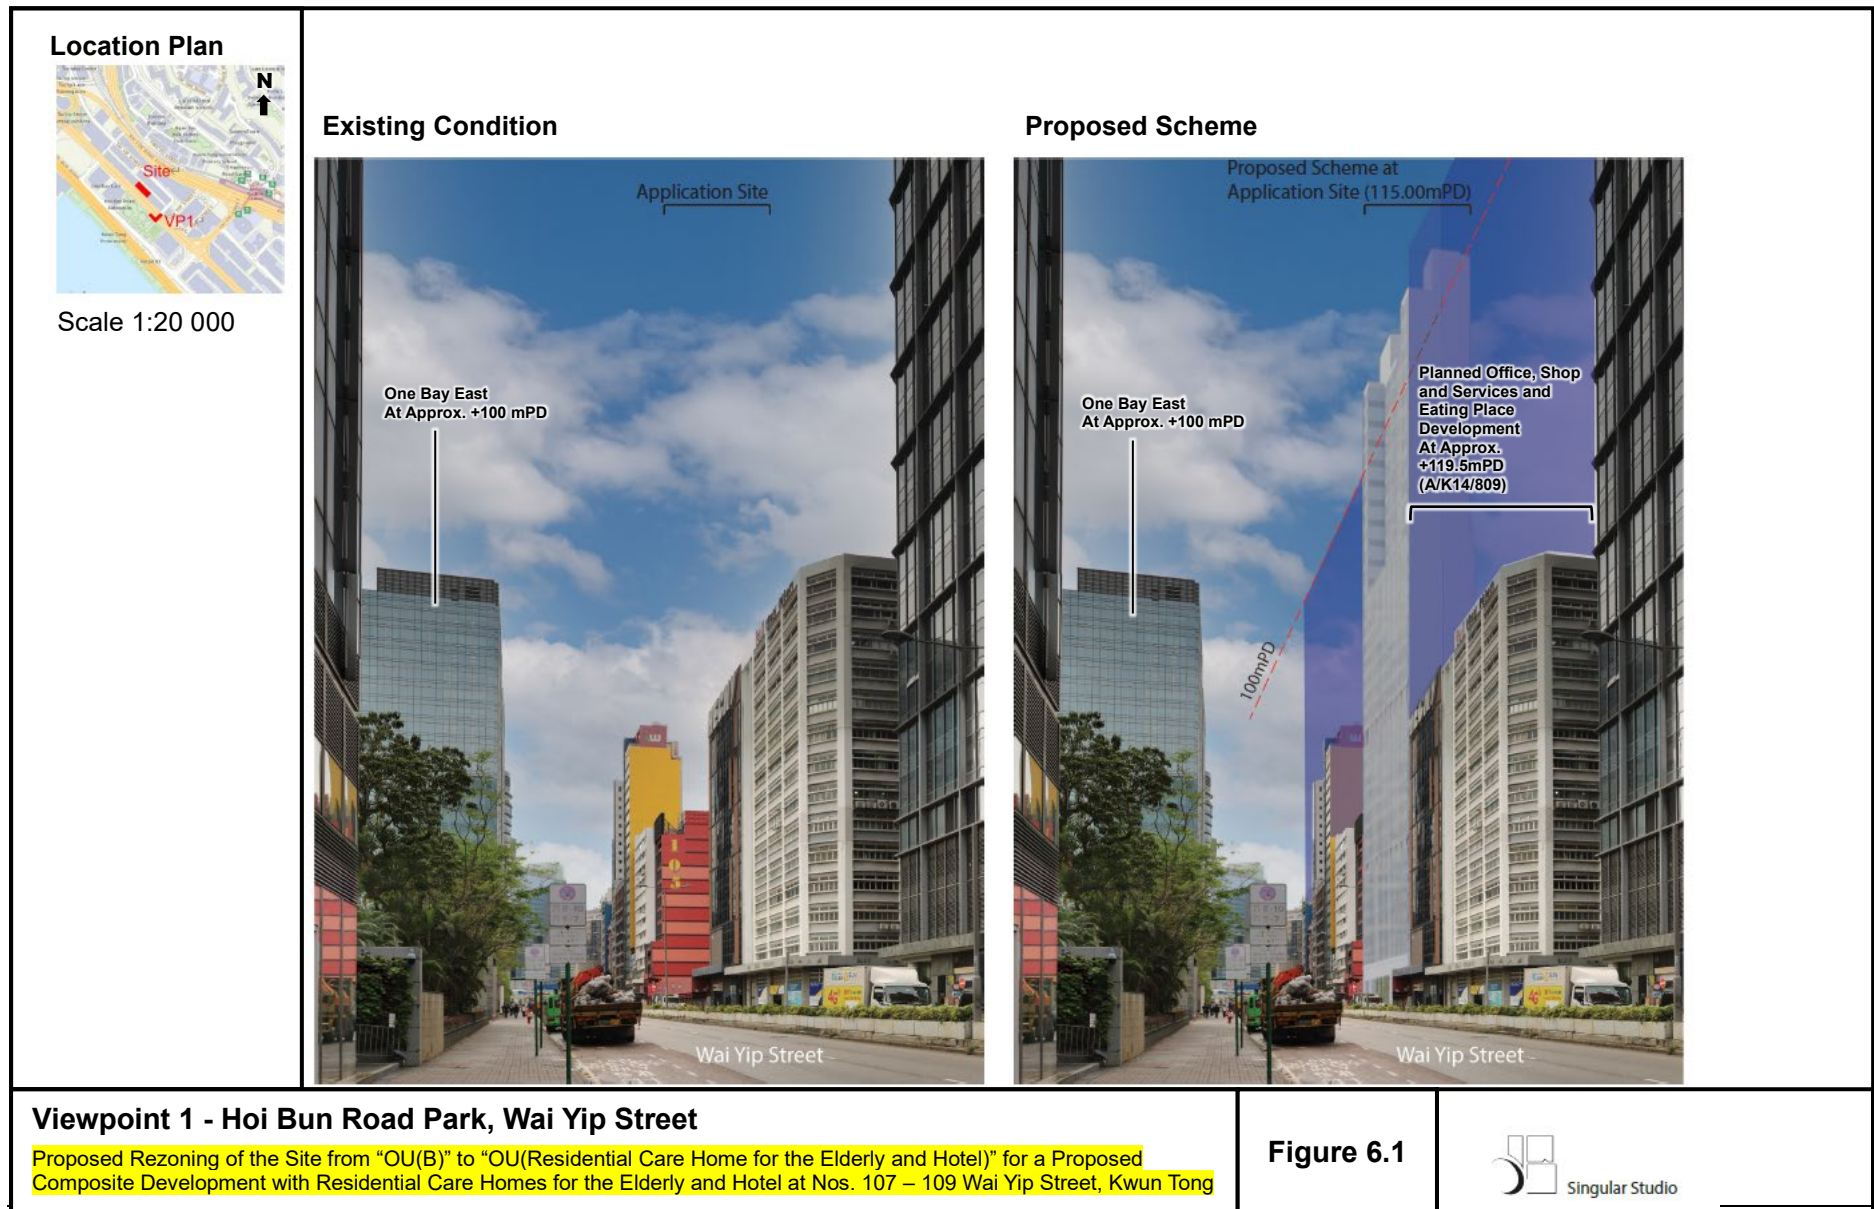 Location Plan
N
Site
VP1
Scale 1:20 000
Existing Condition
Application Site
One Bay East
At Approx. +100 mPD
105
Wai Yip Street
Proposed Scheme
Proposed Scheme at
Application Site (115.00mPD)
One Bay East
At Approx. +100 mPD
Planned Office, Shop
and Services and
Eating Place
Development
At Approx.
+119.5mPD
(A/K14/809)
100mPD
Wai Yip Street
Viewpoint 1 - Hoi Bun Road Park, Wai Yip Street
Proposed Rezoning of the Site from “OU(B)” to “OU(Residential Care Home for the Elderly and Hotel)” for a Proposed
Composite Development with Residential Care Homes for the Elderly and Hotel at Nos. 107 – 109 Wai Yip Street, Kwun Tong
Figure 6.1
Singular Studio